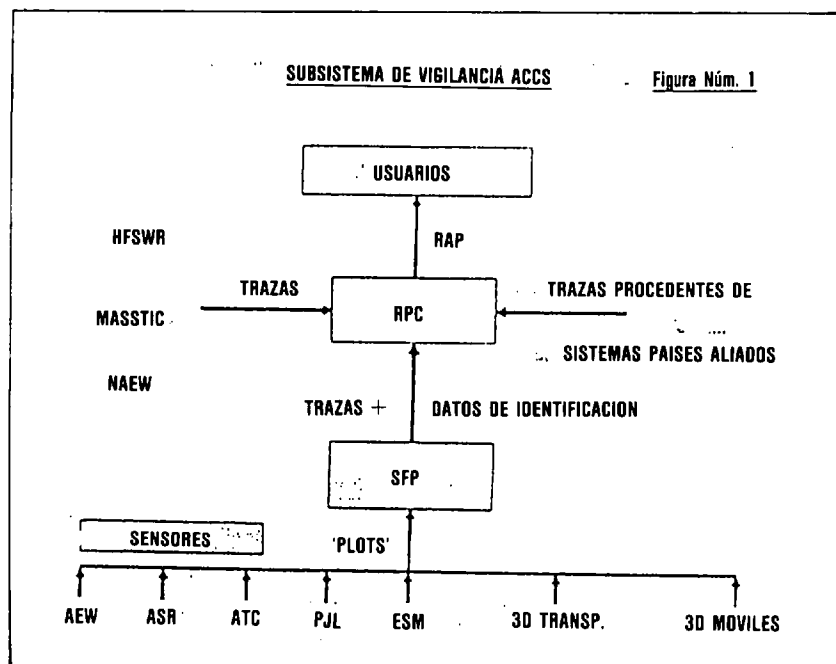 SUBSISTEMA DE VIGILANCIA ACCS
Figura Núm. 1
USUARIOS
HFSWR
RAP
TRAZAS
TRAZAS PROCEDENTES DE
RPC
MASSTIC
SISTEMAS PAISES ALIADOS
NAEW
TRAZAS + DATOS DE IDENTIFICACION
SFP
SENSORES
'PLOTS'
AEW ASR ATC PJL ESM 3D TRANSP. 3D MOVILES